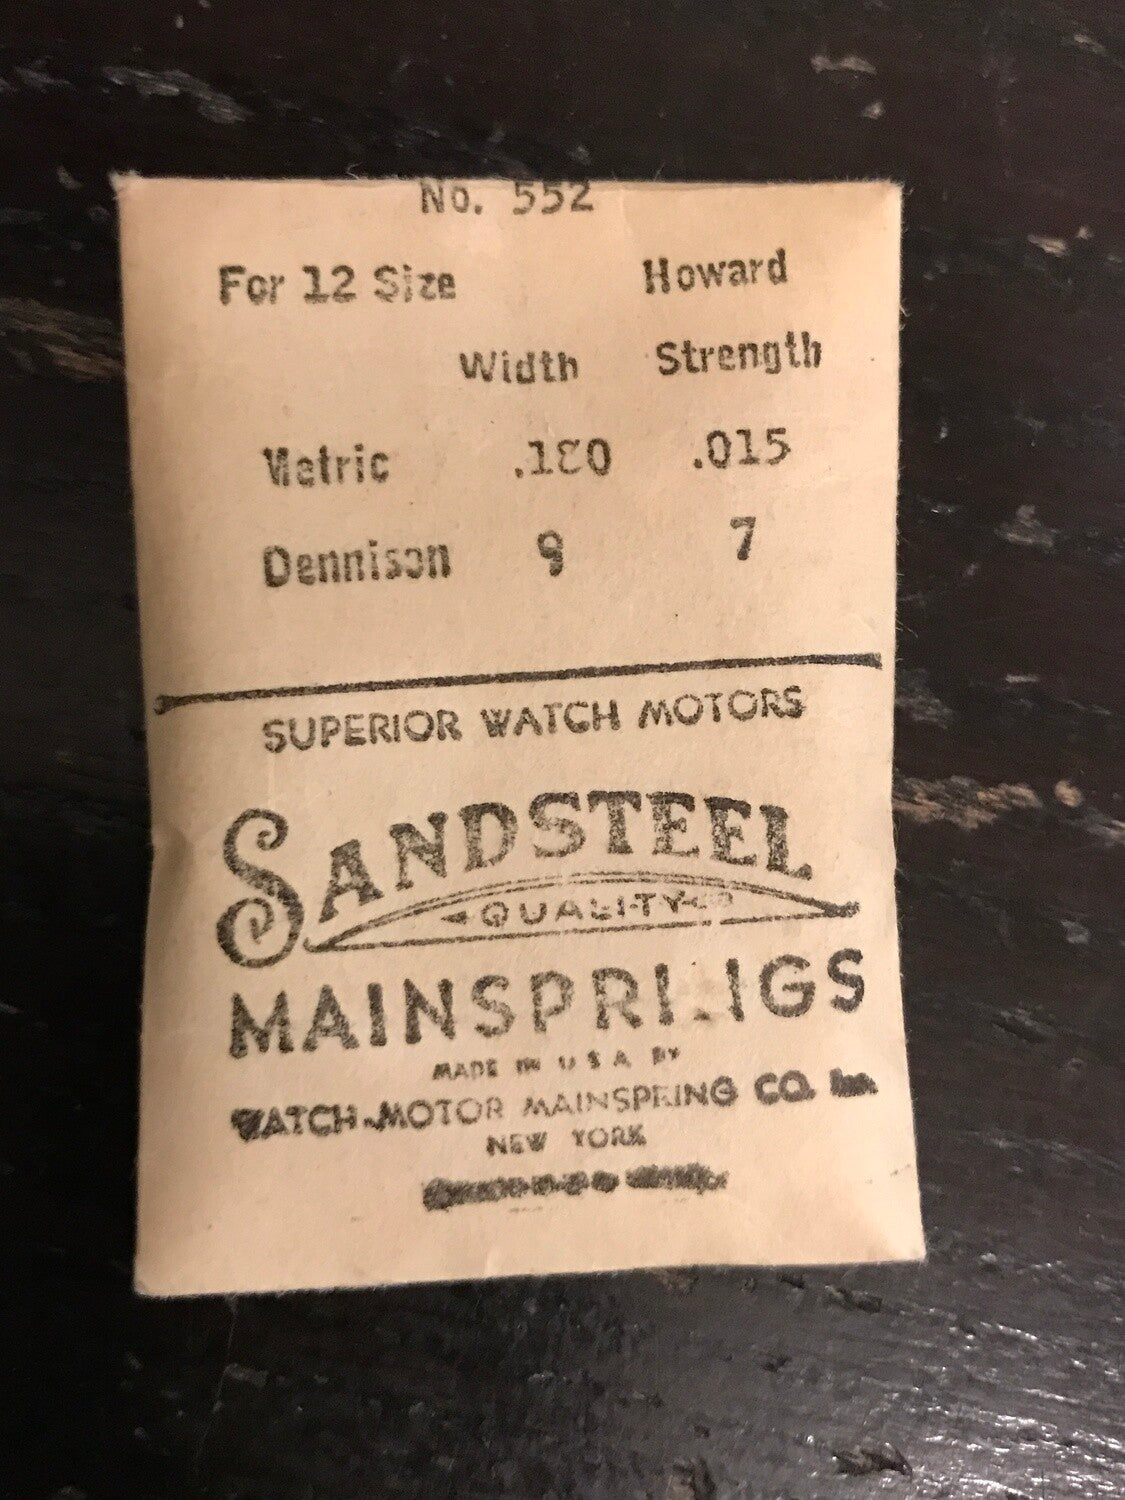 No. 552
For 12 Size Howard
Width Strength
Metric .180 .015
Dennison 9 7
SUPERIOR WATCH MOTORS
SANDSTEEL
QUALITY
MAINSPRINGS
MADE IN U S A BY
WATCH-MOTOR MAINSPRING CO. Inc.
NEW YORK